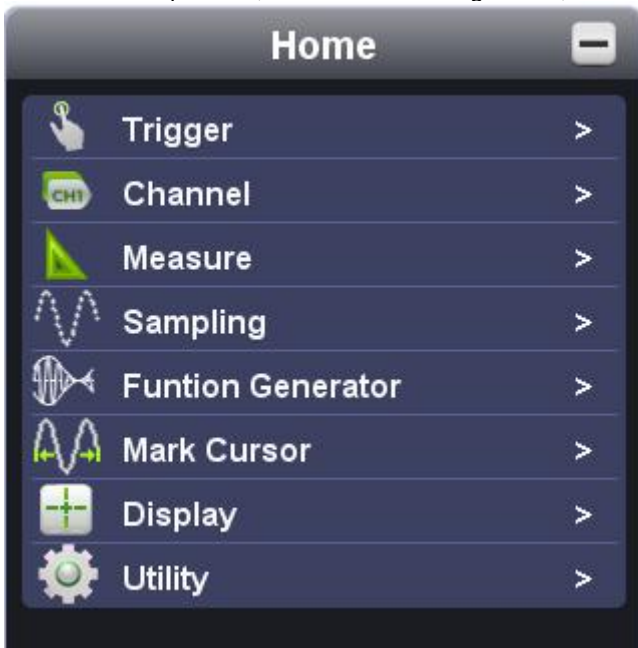 Home
Trigger >
CH1
Channel >
Measure >
Sampling >
Funtion Generator >
Mark Cursor >
Display >
Utility >